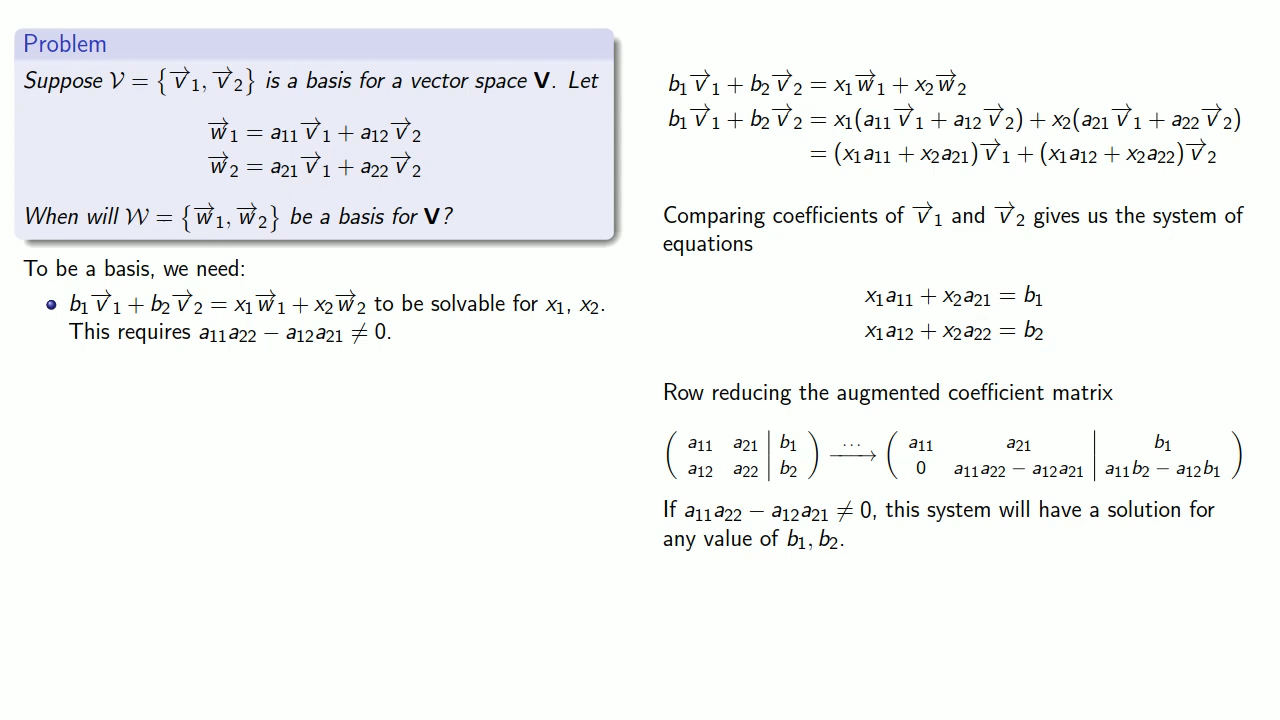 Problem
Suppose 𝒱 = {v⃗₁, v⃗₂} is a basis for a vector space V. Let
w⃗₁ = a₁₁v⃗₁ + a₁₂v⃗₂
w⃗₂ = a₂₁v⃗₁ + a₂₂v⃗₂
When will 𝒲 = {w⃗₁, w⃗₂} be a basis for V?
To be a basis, we need:
b₁v⃗₁ + b₂v⃗₂ = x₁w⃗₁ + x₂w⃗₂ to be solvable for x₁, x₂.
This requires a₁₁a₂₂ − a₁₂a₂₁ ≠ 0.
b₁v⃗₁ + b₂v⃗₂ = x₁w⃗₁ + x₂w⃗₂
b₁v⃗₁ + b₂v⃗₂ = x₁(a₁₁v⃗₁ + a₁₂v⃗₂) + x₂(a₂₁v⃗₁ + a₂₂v⃗₂)
= (x₁a₁₁ + x₂a₂₁)v⃗₁ + (x₁a₁₂ + x₂a₂₂)v⃗₂
Comparing coefficients of v⃗₁ and v⃗₂ gives us the system of
equations
x₁a₁₁ + x₂a₂₁ = b₁
x₁a₁₂ + x₂a₂₂ = b₂
Row reducing the augmented coefficient matrix
( a₁₁ a₂₁ | b₁ ) ⋯⟶ ( a₁₁ a₂₁ | b₁ )
( a₁₂ a₂₂ | b₂ ) ( 0 a₁₁a₂₂ − a₁₂a₂₁ | a₁₁b₂ − a₁₂b₁ )
If a₁₁a₂₂ − a₁₂a₂₁ ≠ 0, this system will have a solution for
any value of b₁, b₂.